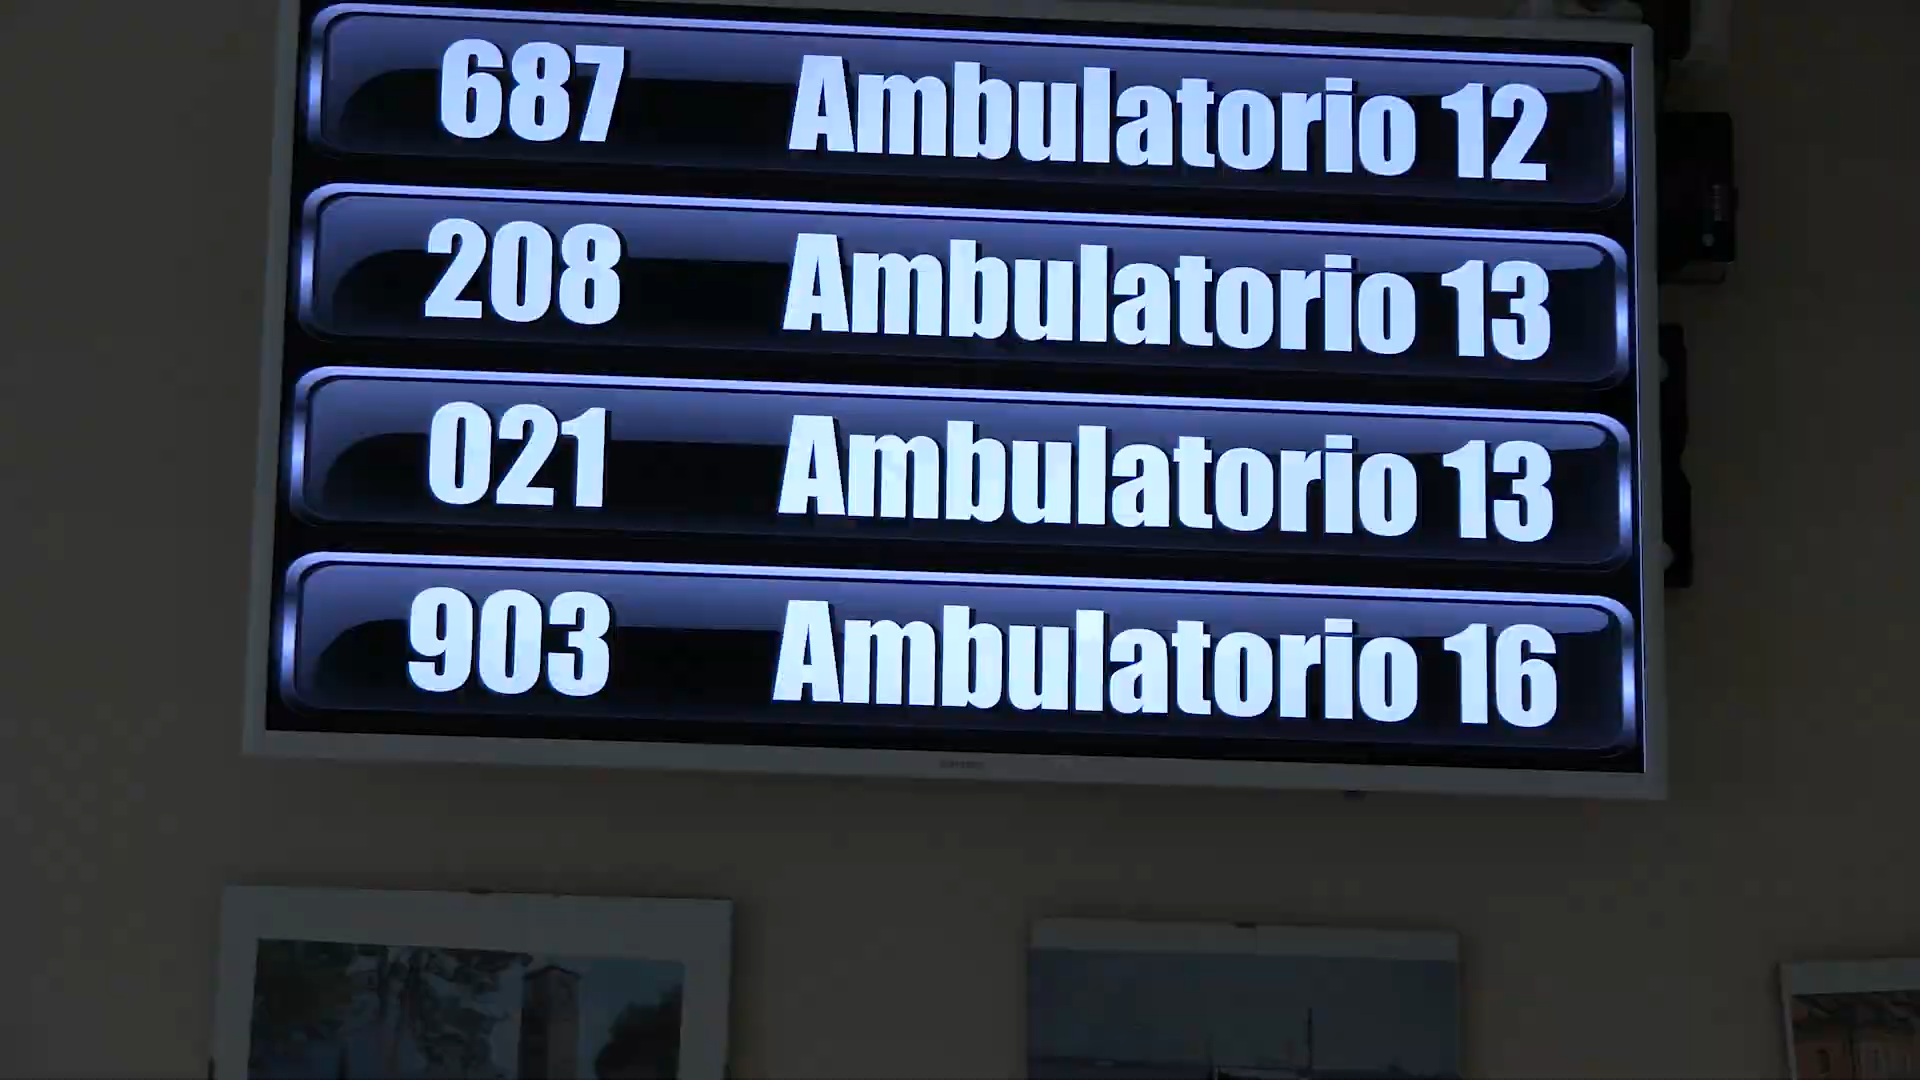 687 Ambulatorio 12
208 Ambulatorio 13
021 Ambulatorio 13
903 Ambulatorio 16